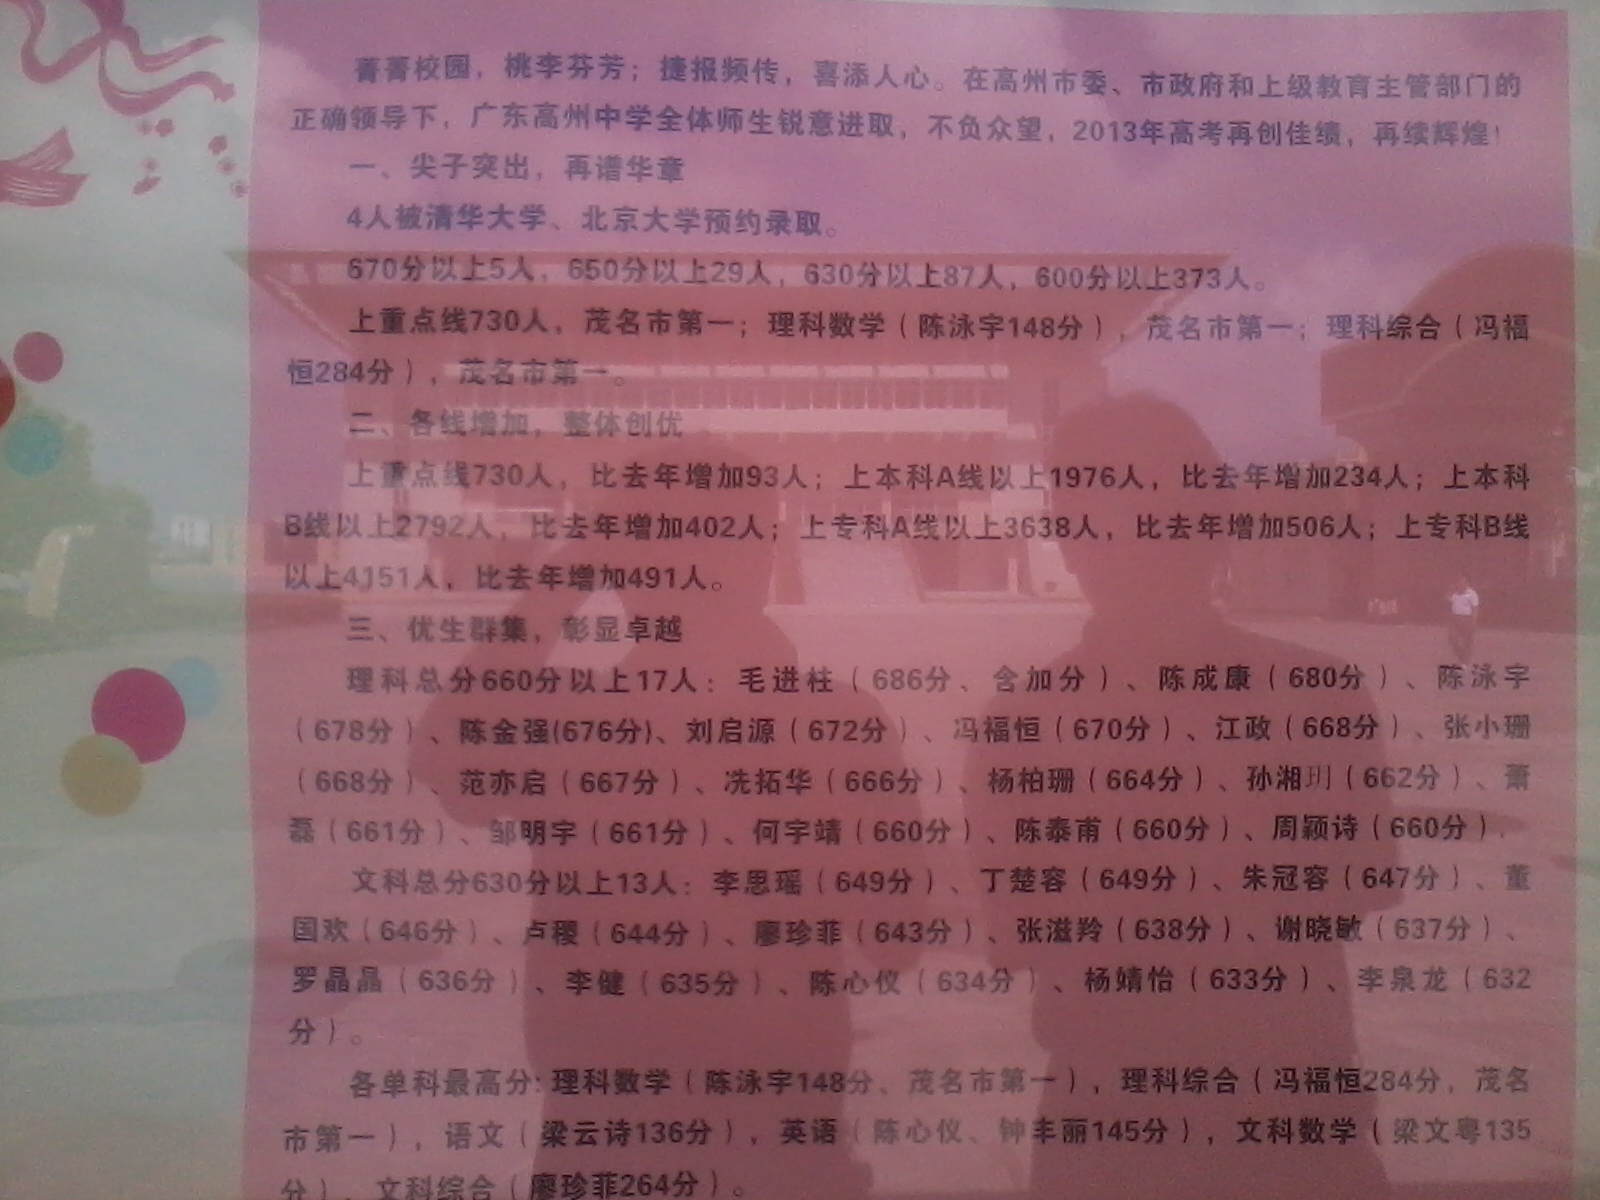 菁菁校园，桃李芬芳；捷报频传，喜添人心。在高州市委、市政府和上级教育主管部门的
正确领导下，广东高州中学全体师生锐意进取，不负众望，2013年高考再创佳绩，再续辉煌！
一、尖子突出，再谱华章
4人被清华大学、北京大学预约录取。
670分以上5人，650分以上29人，630分以上87人，600分以上373人。
上重点线730人，茂名市第一；理科数学（陈泳宇148分），茂名市第一；理科综合（冯福
恒284分），茂名市第一。
二、各线增加，整体创优
上重点线730人，比去年增加93人；上本科A线以上1976人，比去年增加234人；上本科
B线以上2792人，比去年增加402人；上专科A线以上3638人，比去年增加506人；上专科B线
以上4151人，比去年增加491人。
三、优生群集，彰显卓越
理科总分660分以上17人：毛进柱（686分、含加分）、陈成康（680分）、陈泳宇
（678分）、陈金强(676分)、刘启源（672分）、冯福恒（670分）、江政（668分）、张小珊
（668分）、范亦启（667分）、冼拓华（666分）、杨柏珊（664分）、孙湘玥（662分）、萧
磊（661分）、邹明宇（661分）、何宇靖（660分）、陈泰甫（660分）、周颖诗（660分）.
文科总分630分以上13人：李思瑶（649分）、丁楚容（649分）、朱冠容（647分）、董
国欢（646分）、卢稷（644分）、廖珍菲（643分）、张滋羚（638分）、谢晓敏（637分）、
罗晶晶（636分）、李健（635分）、陈心仪（634分）、杨婧怡（633分）、李泉龙（632
分）。
各单科最高分:理科数学（陈泳宇148分、茂名市第一），理科综合（冯福恒284分，茂名
市第一），语文（梁云诗136分），英语（陈心仪、钟丰丽145分），文科数学（梁文粤135
分），文科综合（廖珍菲264分）。